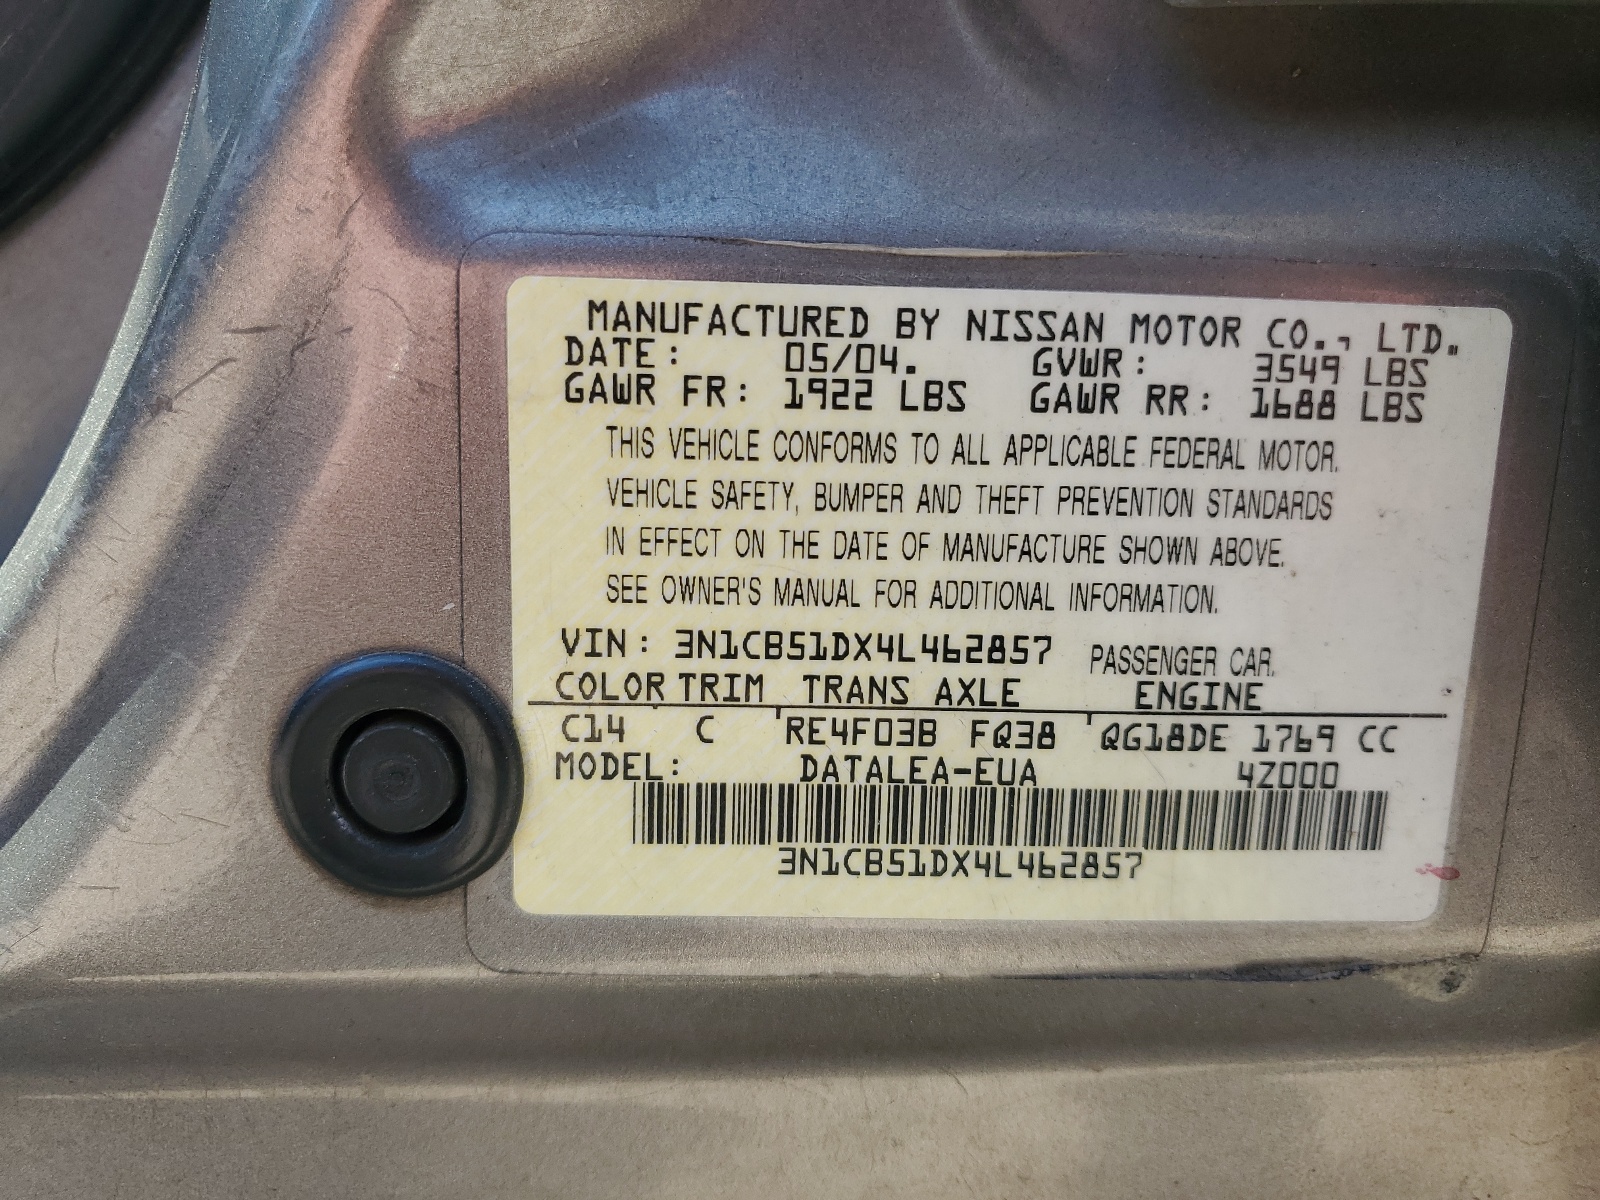 MANUFACTURED BY NISSAN MOTOR CO., LTD.
DATE: 05/04. GVWR: 3549 LBS
GAWR FR: 1922 LBS GAWR RR: 1688 LBS
THIS VEHICLE CONFORMS TO ALL APPLICABLE FEDERAL MOTOR.
VEHICLE SAFETY, BUMPER AND THEFT PREVENTION STANDARDS
IN EFFECT ON THE DATE OF MANUFACTURE SHOWN ABOVE.
SEE OWNER'S MANUAL FOR ADDITIONAL INFORMATION.
VIN: 3N1CB51DX4L462857 PASSENGER CAR.
COLOR TRIM TRANS AXLE ENGINE
C14 C RE4F03B FQ38 QG18DE 1769 CC
MODEL: DATALEA-EUA 4Z000
3N1CB51DX4L462857